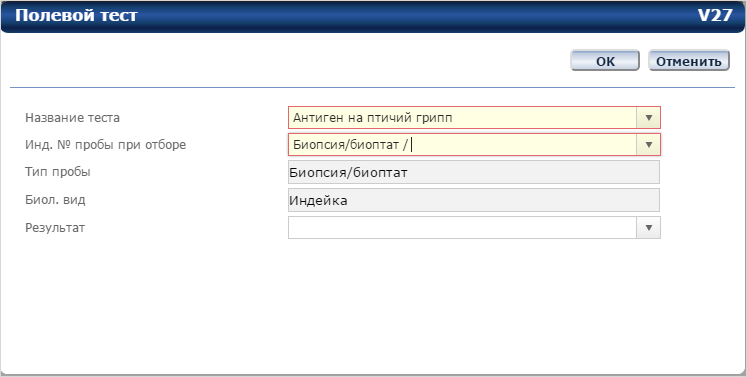 Полевой тест V27
ОК Отменить
Название теста Антиген на птичий грипп
Инд. № пробы при отборе Биопсия/биоптат /
Тип пробы Биопсия/биоптат
Биол. вид Индейка
Результат